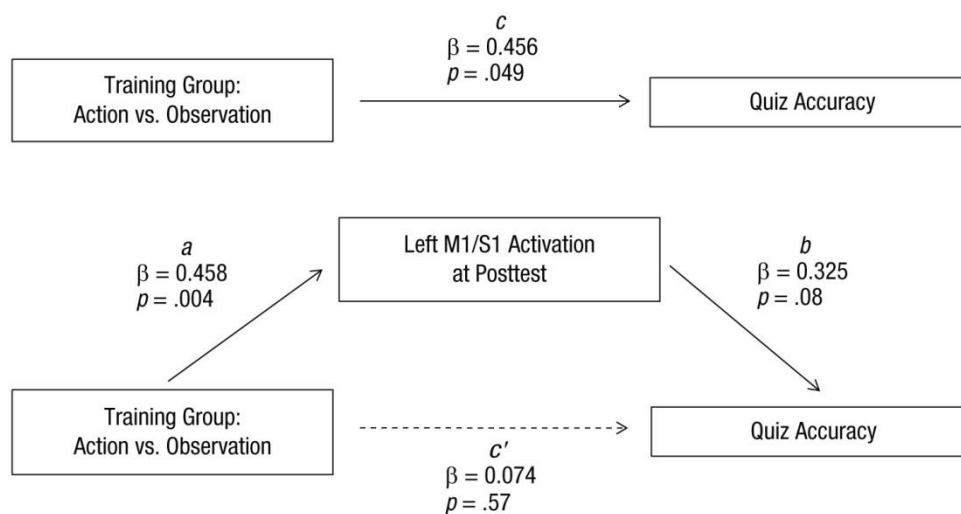 c
β = 0.456
p = .049
Training Group:
Action vs. Observation
Quiz Accuracy
a
β = 0.458
p = .004
Left M1/S1 Activation
at Posttest
b
β = 0.325
p = .08
Training Group:
Action vs. Observation
Quiz Accuracy
c′
β = 0.074
p = .57